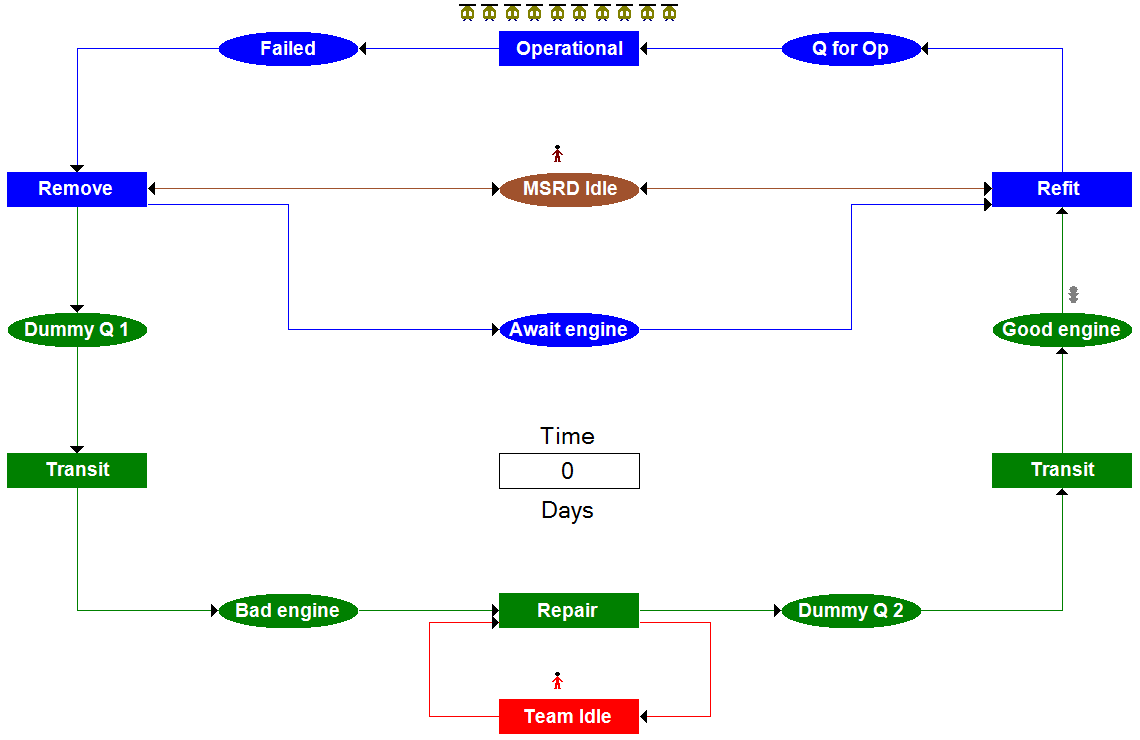 Failed
Operational
Q for Op
Remove
MSRD Idle
Refit
Dummy Q 1
Await engine
Good engine
Time
Transit
0
Transit
Days
Bad engine
Repair
Dummy Q 2
Team Idle